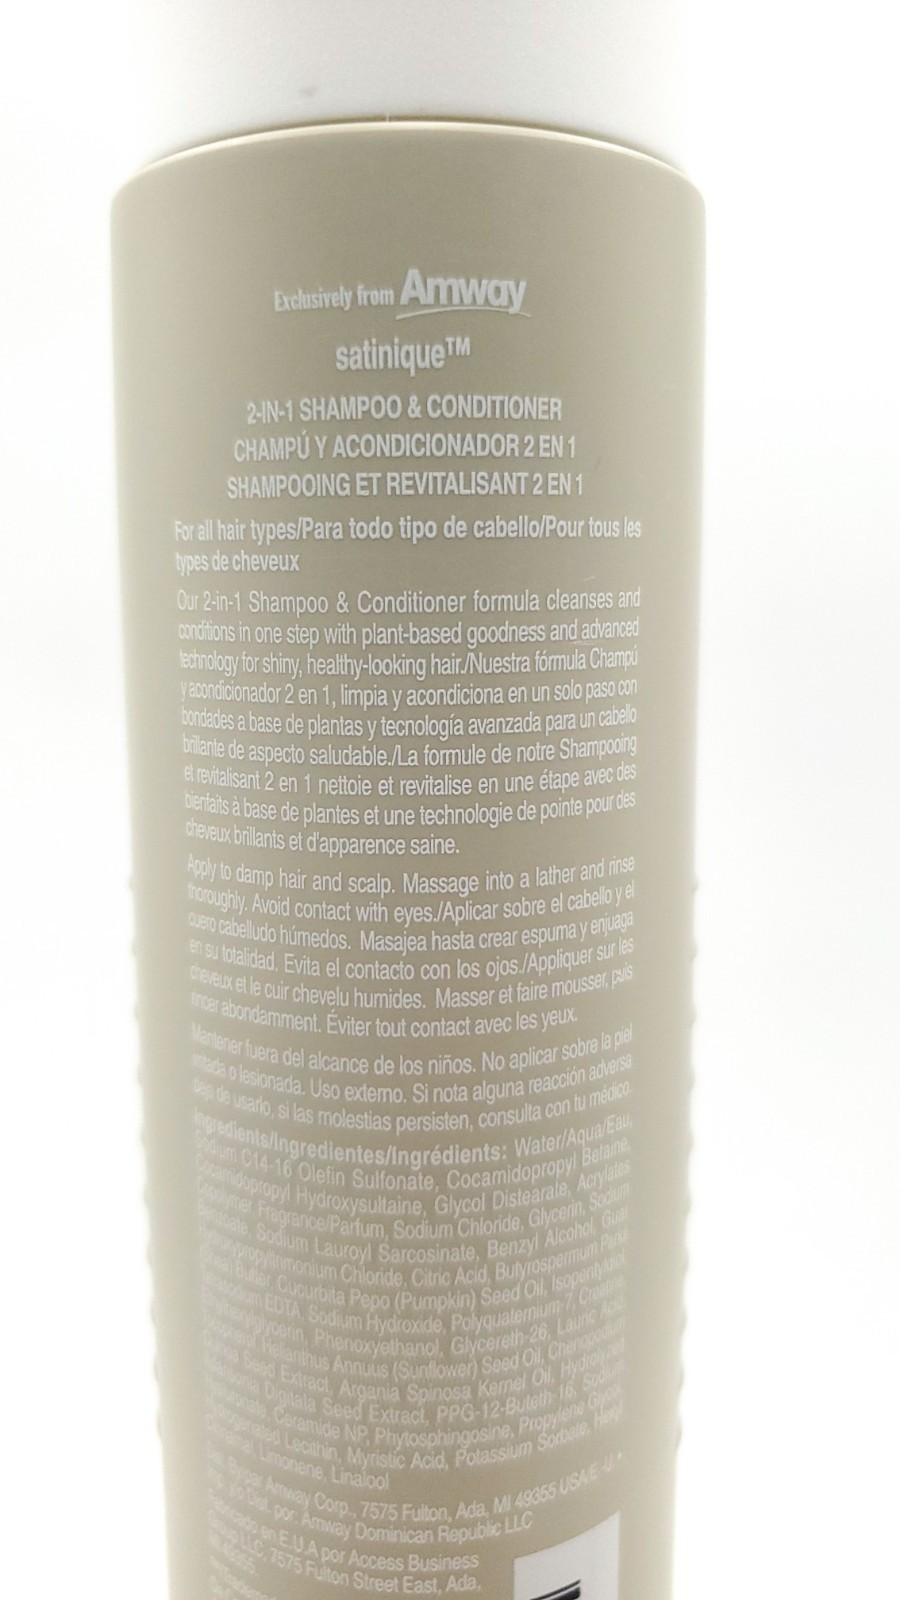 Exclusively from Amway
satinique™
2-IN-1 SHAMPOO & CONDITIONER
CHAMPÚ Y ACONDICIONADOR 2 EN 1
SHAMPOOING ET REVITALISANT 2 EN 1
For all hair types/Para todo tipo de cabello/Pour tous les
types de cheveux
Our 2-in-1 Shampoo & Conditioner formula cleanses and
conditions in one step with plant-based goodness and advanced
technology for shiny, healthy-looking hair./Nuestra fórmula Champú
y acondicionador 2 en 1, limpia y acondiciona en un solo paso con
bondades a base de plantas y tecnología avanzada para un cabello
brillante de aspecto saludable./La formule de notre Shampooing
et revitalisant 2 en 1 nettoie et revitalise en une étape avec des
bienfaits à base de plantes et une technologie de pointe pour des
cheveux brillants et d'apparence saine.
Apply to damp hair and scalp. Massage into a lather and rinse
thoroughly. Avoid contact with eyes./Aplicar sobre el cabello y el
cuero cabelludo húmedos. Masajea hasta crear espuma y enjuaga
en su totalidad. Evita el contacto con los ojos./Appliquer sur les
cheveux et le cuir chevelu humides. Masser et faire mousser, puis
rincer abondamment. Éviter tout contact avec les yeux.
Mantener fuera del alcance de los niños. No aplicar sobre la piel
irritada o lesionada. Uso externo. Si nota alguna reacción adversa
deja de usarlo, si las molestias persisten, consulta con tu médico.
Ingredients/Ingredientes/Ingrédients: Water/Aqua/Eau,
Sodium C14-16 Olefin Sulfonate, Cocamidopropyl Betaine,
Cocamidopropyl Hydroxysultaine, Glycol Distearate, Acrylates
Copolymer, Fragrance/Parfum, Sodium Chloride, Glycerin, Sodium
Benzoate, Sodium Lauroyl Sarcosinate, Benzyl Alcohol, Guar
Chloride, Citric Acid, Butyrospermum Parkii
(Shea) Butter, Cucurbita Pepo (Pumpkin) Seed Oil, Isopentyldiol,
EDTA, Sodium Hydroxide, Polyquaternium-7, Creatine,
Phenoxyethanol, Glycereth-26, Lauric Acid,
Helianthus Annuus (Sunflower) Seed Oil, Chenopodium
Seed Extract, Argania Spinosa Kernel Oil, Hydrolyzed
Adansonia Digitata Seed Extract, PPG-12-Buteth-16, Sodium
Ceramide NP, Phytosphingosine, Propylene Glycol,
Hydrogenated Lecithin, Myristic Acid, Potassium Sorbate, Hexyl
Limonene, Linalool
Amway Corp., 7575 Fulton, Ada, MI 49355 USA/E.-U. •
Imp. y/o Dist. por: Amway Dominican Republic LLC
Fabricado en E.U.A por Access Business
Group LLC, 7575 Fulton Street East, Ada,